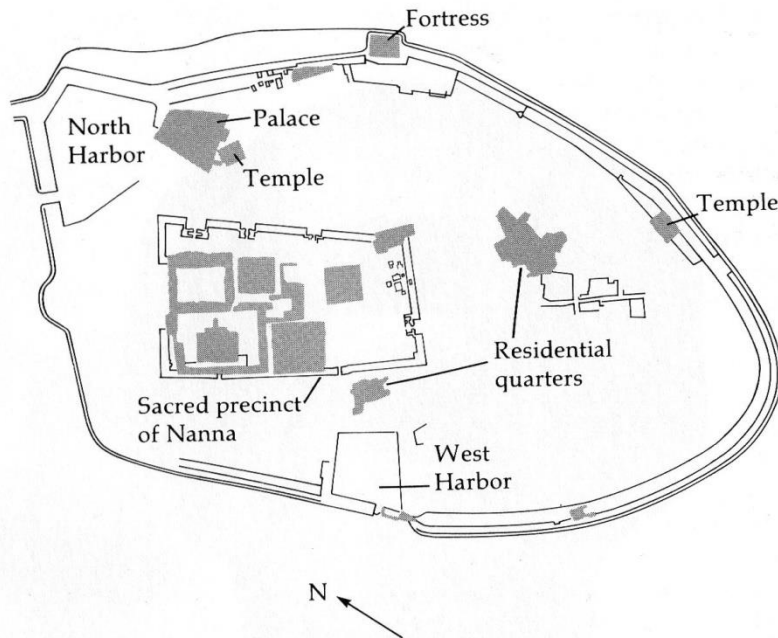 Fortress
North
Harbor
Palace
Temple
Temple
Residential
quarters
Sacred precinct
of Nanna
West
Harbor
N